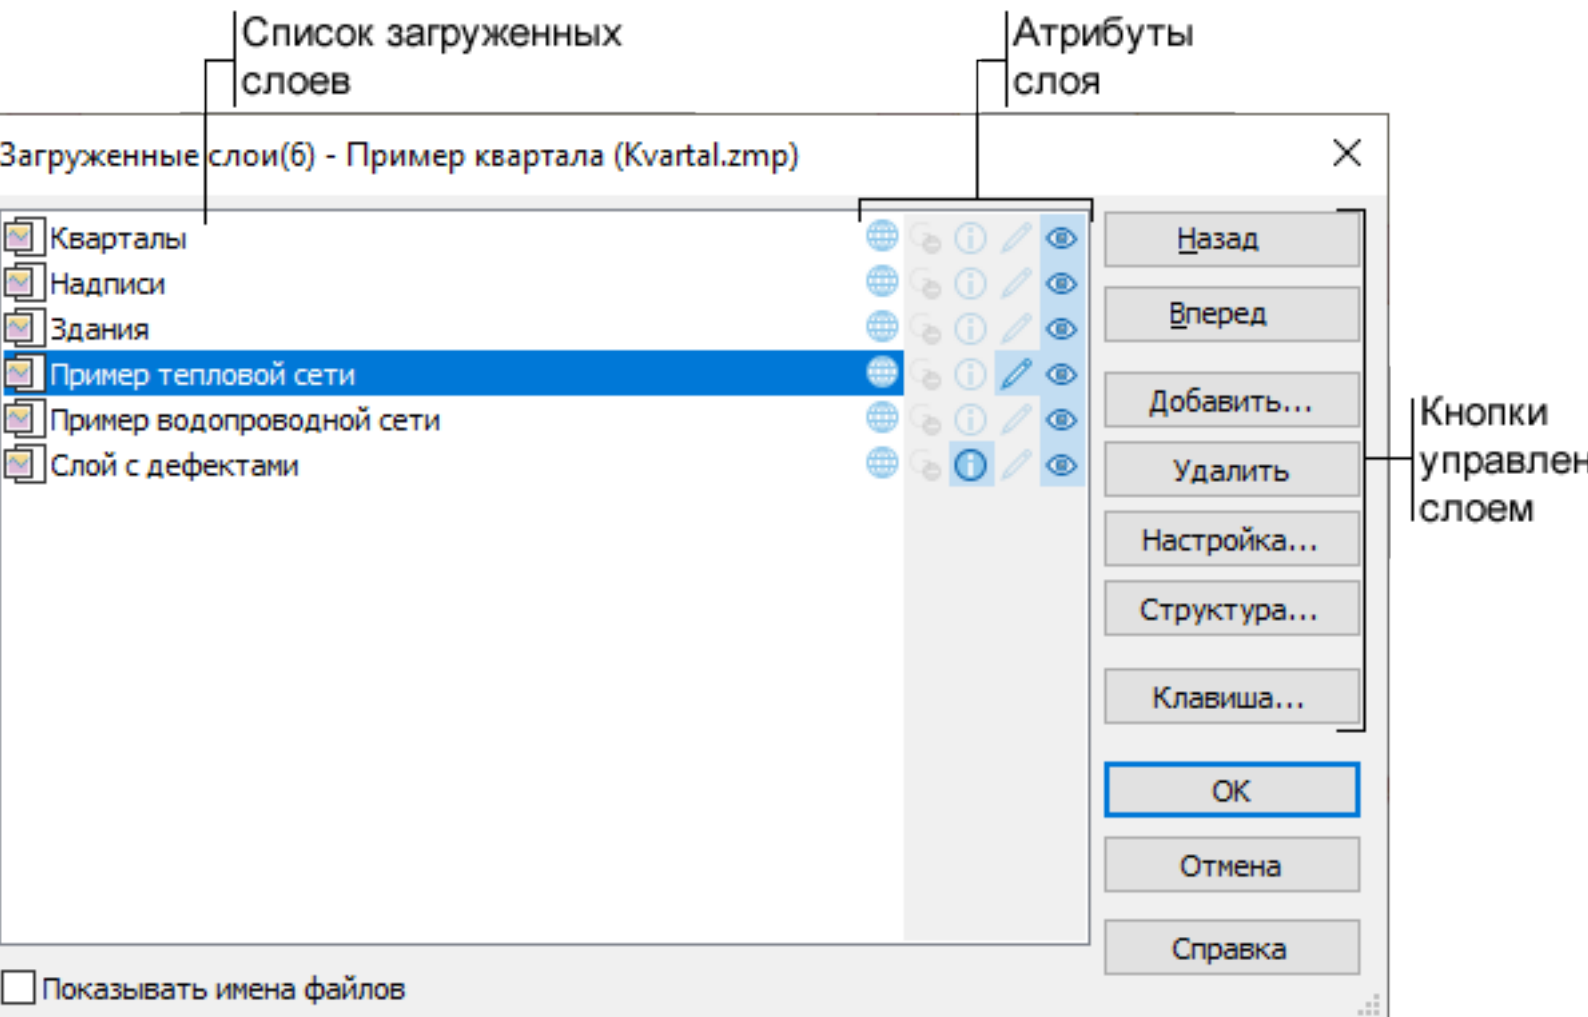 Список загруженных
слоев
Атрибуты
слоя
Загруженные слои(6) - Пример квартала (Kvartal.zmp)
Кварталы
Надписи
Здания
Пример тепловой сети
Пример водопроводной сети
Слой с дефектами
Назад
Вперед
Добавить...
Удалить
Настройка...
Структура...
Клавиша...
OK
Отмена
Справка
Кнопки
управлен
слоем
Показывать имена файлов